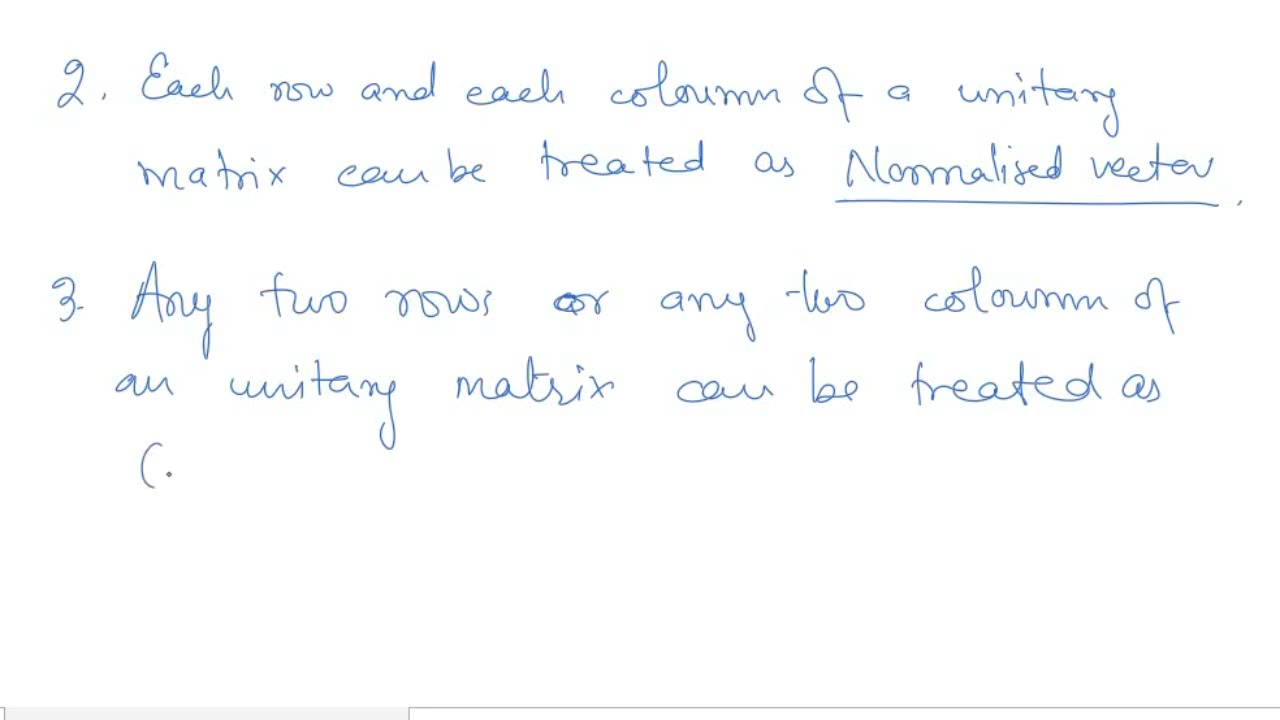 2. Each row and each coloumn of a unitary
matrix can be treated as Normalised vector.
3. Any two rows or any two coloumn of
an unitary matrix can be treated as
(.